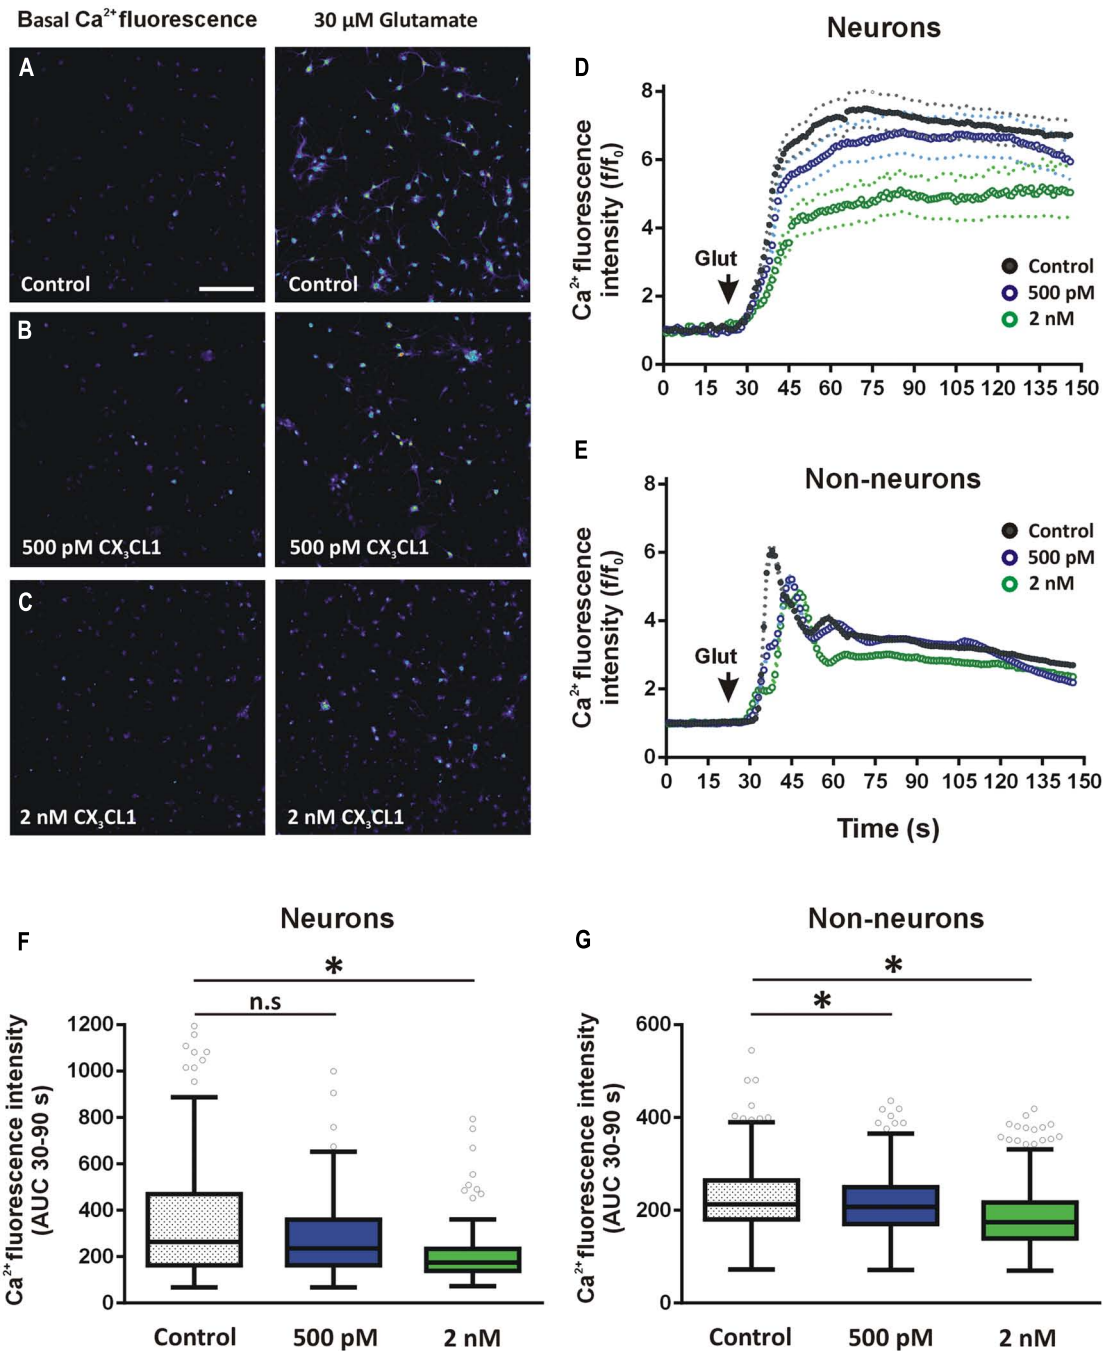 Basal Ca²⁺ fluorescence
30 µM Glutamate
A
Control
Control
B
500 pM CX₃CL1
500 pM CX₃CL1
C
2 nM CX₃CL1
2 nM CX₃CL1
Neurons
D
Ca²⁺ fluorescence
intensity (f/f₀)
8
6
4
2
0
Glut
Control
500 pM
2 nM
0 15 30 45 60 75 90 105 120 135 150
E
Non-neurons
Ca²⁺ fluorescence
intensity (f/f₀)
8
6
4
2
0
Glut
Control
500 pM
2 nM
0 15 30 45 60 75 90 105 120 135 150
Time (s)
F
Neurons
*
n.s
Ca²⁺ fluorescence intensity
(AUC 30-90 s)
1200
1000
800
600
400
200
0
Control 500 pM 2 nM
G
Non-neurons
*
*
Ca²⁺ fluorescence intensity
(AUC 30-90 s)
600
400
200
0
Control 500 pM 2 nM